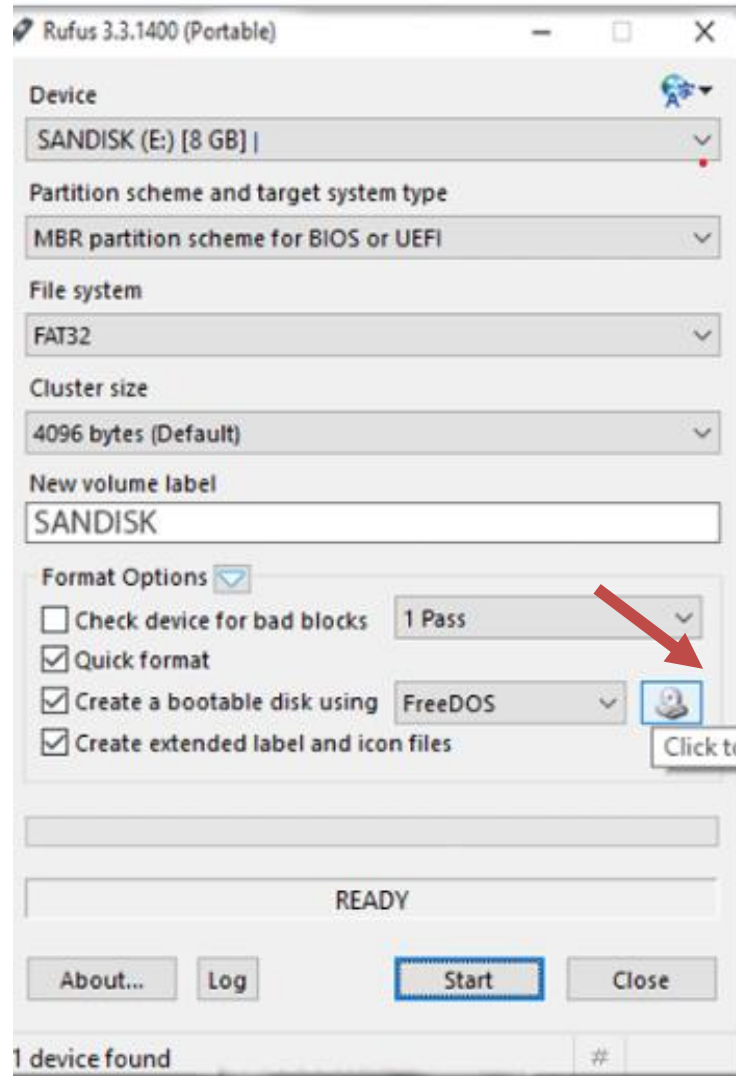 Rufus 3.3.1400 (Portable)
Device
SANDISK (E:) [8 GB] |
Partition scheme and target system type
MBR partition scheme for BIOS or UEFI
File system
FAT32
Cluster size
4096 bytes (Default)
New volume label
SANDISK
Format Options
Check device for bad blocks 1 Pass
Quick format
Create a bootable disk using FreeDOS
Create extended label and icon files
Click to
READY
About... Log Start Close
1 device found #